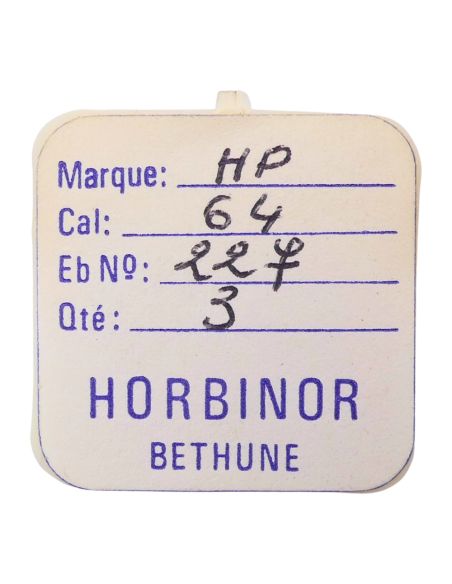 Marque: HP
Cal: 64
Eb Nº: 227
Qté: 3
HORBINOR
BETHUNE